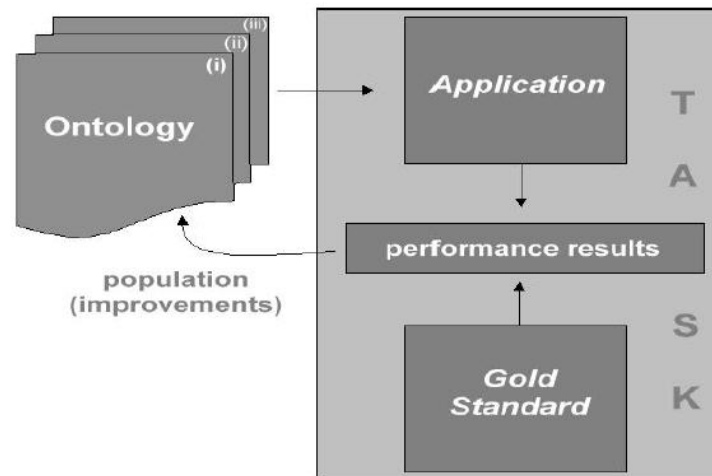 (iii)
(ii)
(i)
Ontology
Application
performance results
population
(improvements)
Gold
Standard
T
A
S
K